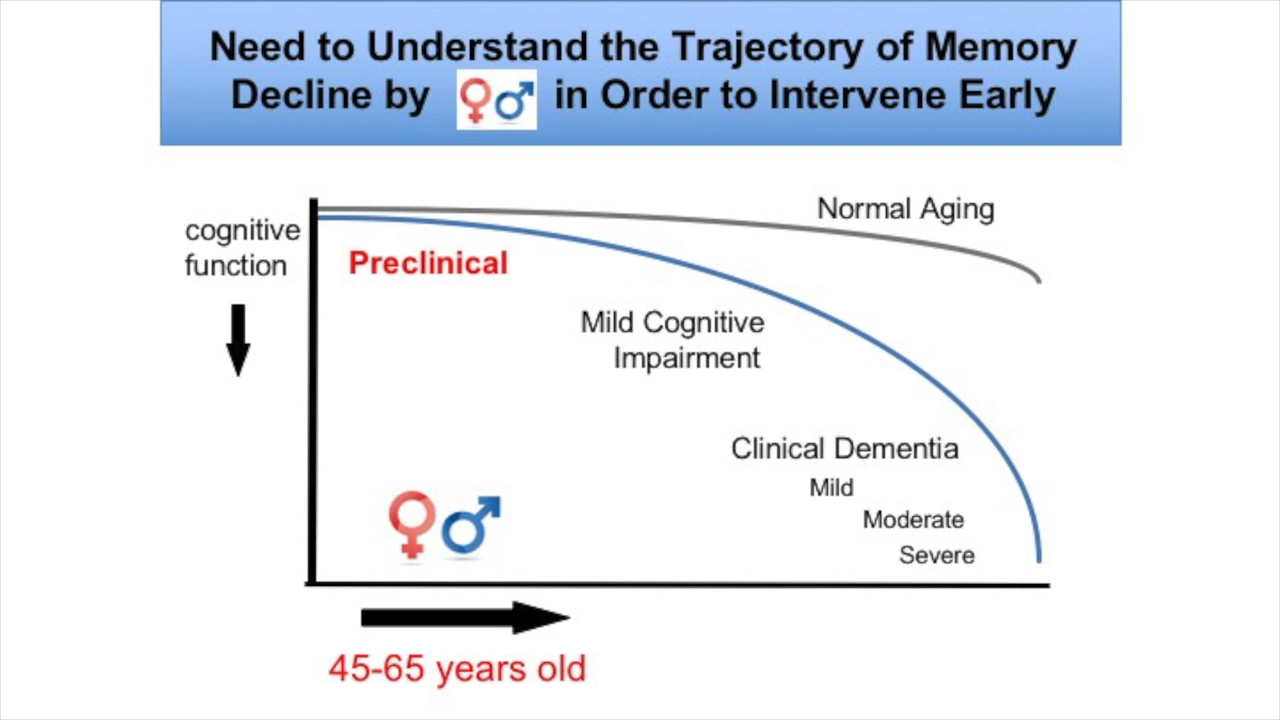 Need to Understand the Trajectory of Memory
Decline by in Order to Intervene Early
cognitive
function
Normal Aging
Preclinical
Mild Cognitive
Impairment
Clinical Dementia
Mild
Moderate
Severe
45-65 years old